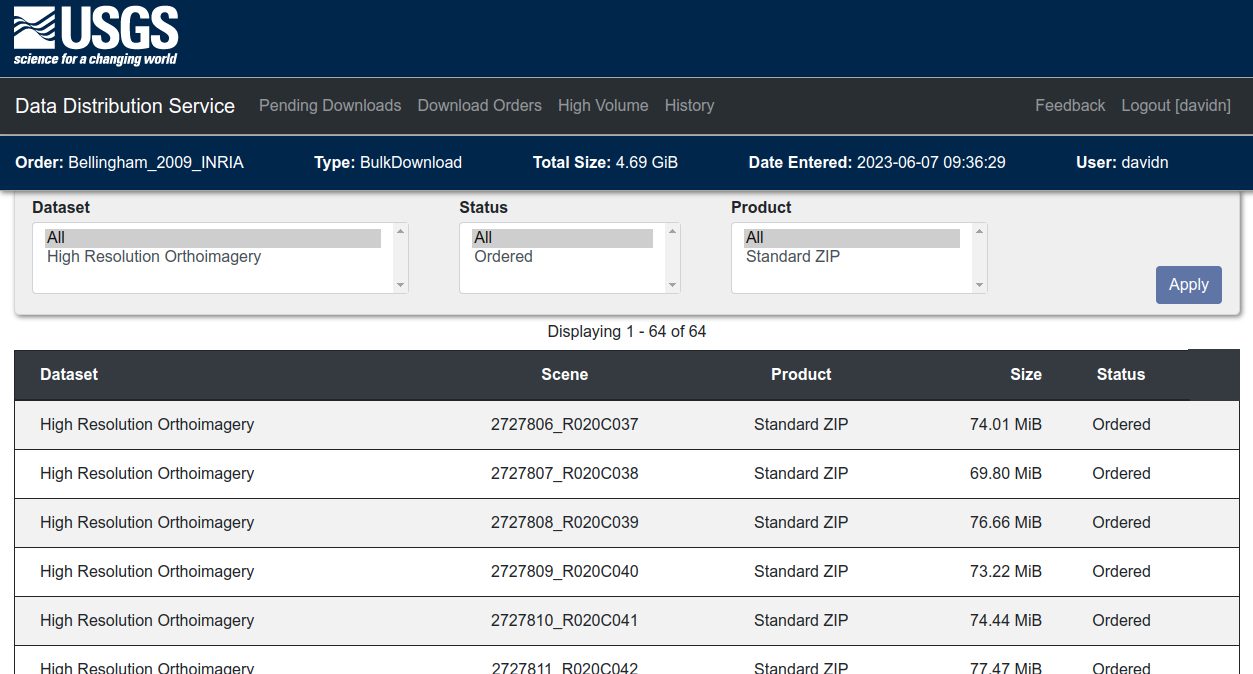 USGS
science for a changing world
Data Distribution Service Pending Downloads Download Orders High Volume History Feedback Logout [davidn]
Order: Bellingham_2009_INRIA Type: BulkDownload Total Size: 4.69 GiB Date Entered: 2023-06-07 09:36:29 User: davidn
Dataset Status Product
All All All
High Resolution Orthoimagery Ordered Standard ZIP
Apply
Displaying 1 - 64 of 64
Dataset Scene Product Size Status
High Resolution Orthoimagery 2727806_R020C037 Standard ZIP 74.01 MiB Ordered
High Resolution Orthoimagery 2727807_R020C038 Standard ZIP 69.80 MiB Ordered
High Resolution Orthoimagery 2727808_R020C039 Standard ZIP 76.66 MiB Ordered
High Resolution Orthoimagery 2727809_R020C040 Standard ZIP 73.22 MiB Ordered
High Resolution Orthoimagery 2727810_R020C041 Standard ZIP 74.44 MiB Ordered
High Resolution Orthoimagery 2727811_R020C042 Standard ZIP 77.47 MiB Ordered